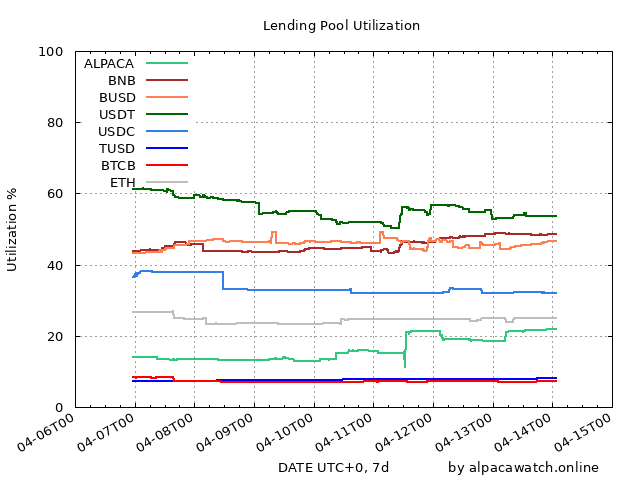 Lending Pool Utilization
Utilization %
100
80
60
40
20
0
ALPACA
BNB
BUSD
USDT
USDC
TUSD
BTCB
ETH
04-06T00
04-07T00
04-08T00
04-09T00
04-10T00
04-11T00
04-12T00
04-13T00
04-14T00
04-15T00
DATE UTC+0, 7d
by alpacawatch.online